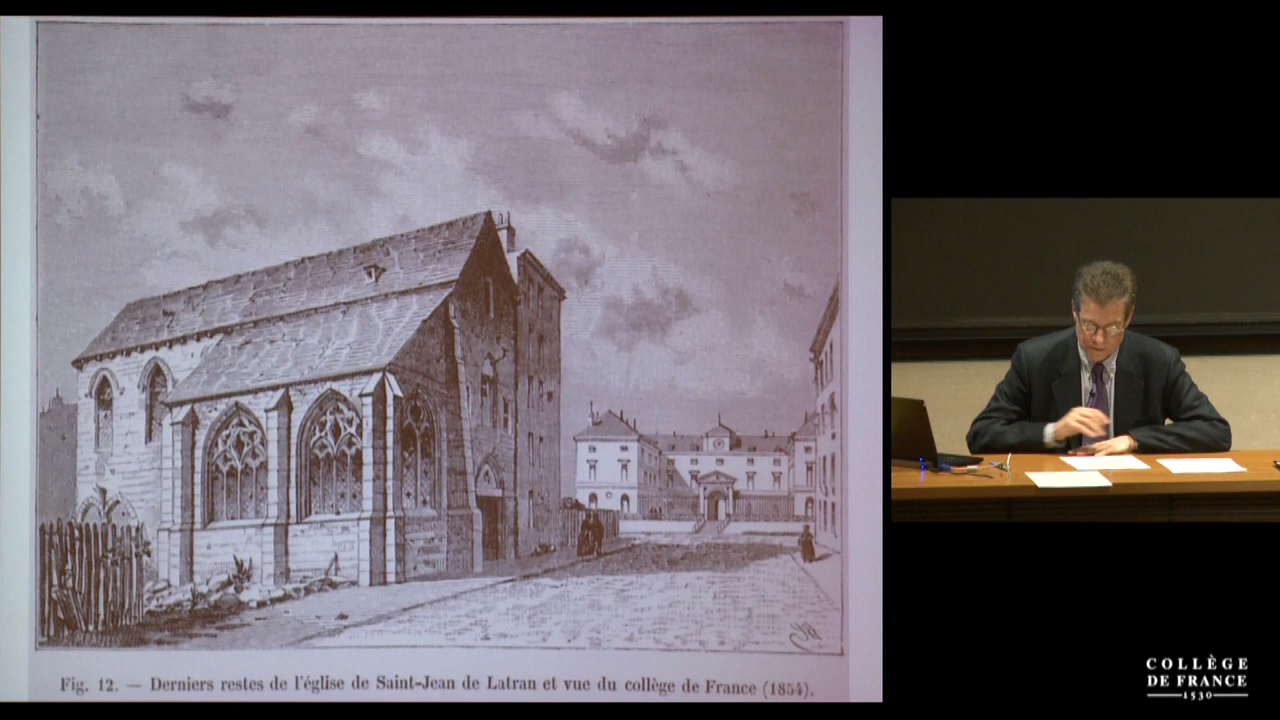 Fig. 12. — Derniers restes de l'église de Saint-Jean de Latran et vue du collège de France (1854).
COLLÈGE
DE FRANCE
1530